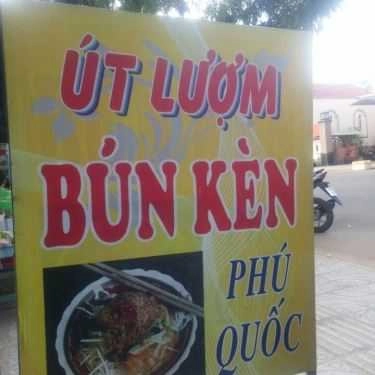 ÚT LƯỢM
BÚN KÈN
PHÚ
QUỐC